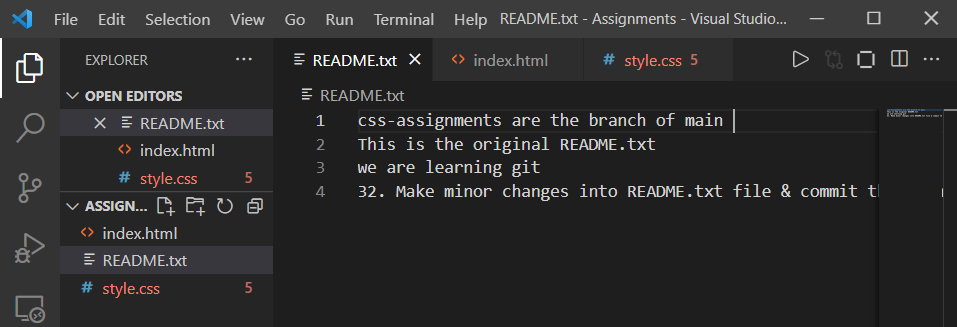 File Edit Selection View Go Run Terminal Help README.txt - Assignments - Visual Studio...
EXPLORER ...
README.txt index.html style.css 5
OPEN EDITORS
README.txt
index.html
style.css 5
ASSIGN...
index.html
README.txt
style.css 5
README.txt
1 css-assignments are the branch of main
2 This is the original README.txt
3 we are learning git
4 32. Make minor changes into README.txt file & commit